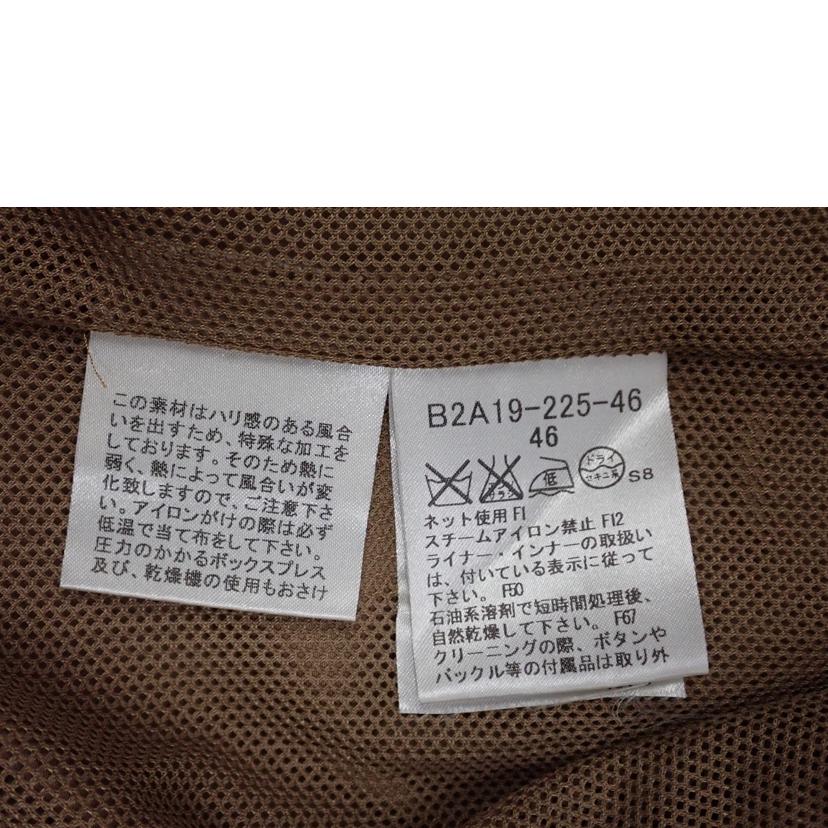 この素材はハリ感のある風合
いを出すため、特殊な加工を
しております。そのため熱に
弱く、熱によって風合いが変
化致しますので、ご注意下さ
い。アイロンがけの際は必ず
低温で当て布をして下さい。
圧力のかかるボックスプレス
及び、乾燥機の使用もおさけ
B2A19-225-46
46
エンソサラシ
低
ドライ
セキユ系
S8
ネット使用 F1
スチームアイロン禁止 F12
ライナー・インナーの取扱い
は、付いている表示に従って
下さい。 F50
石油系溶剤で短時間処理後、
自然乾燥して下さい。 F67
クリーニングの際、ボタンや
バックル等の付属品は取り外